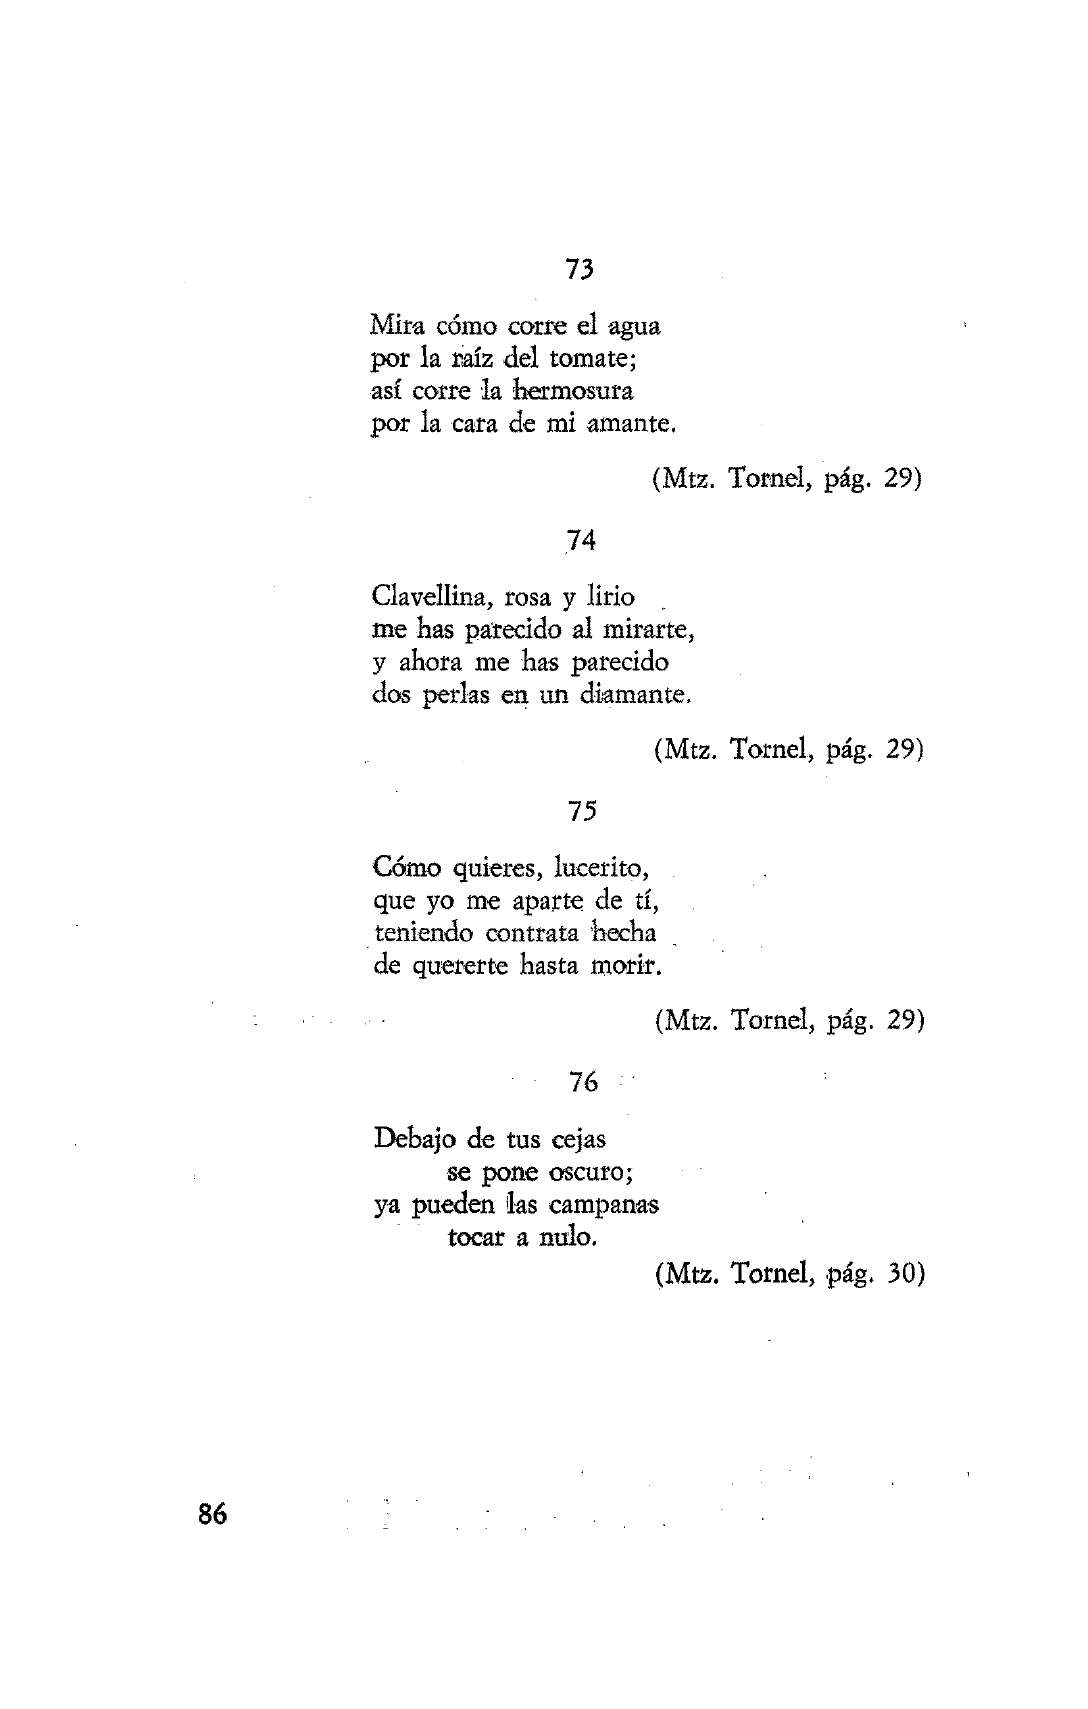 73
Mira cómo corre el agua
por la raíz del tomate;
así corre la hermosura
por la cara de mi amante.
(Mtz. Tornel, pág. 29)
74
Clavellina, rosa y lirio
me has parecido al mirarte,
y ahora me has parecido
dos perlas en un diamante.
(Mtz. Tornel, pág. 29)
75
Cómo quieres, lucerito,
que yo me aparte de tí,
teniendo contrata hecha
de quererte hasta morir.
(Mtz. Tornel, pág. 29)
76
Debajo de tus cejas
se pone oscuro;
ya pueden las campanas
tocar a nulo.
(Mtz. Tornel, pág. 30)
86